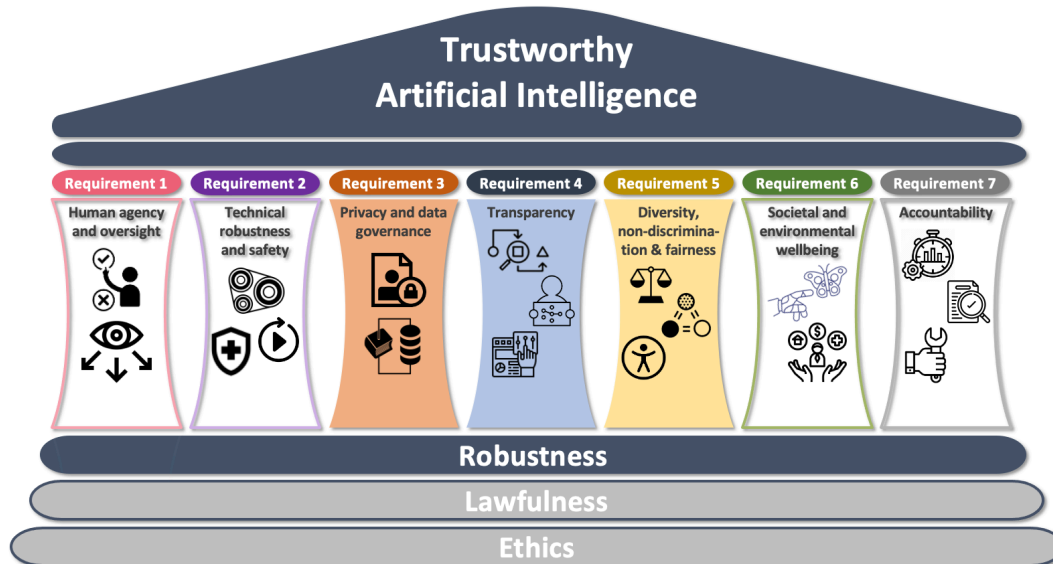 Trustworthy
Artificial Intelligence
Requirement 1
Requirement 2
Requirement 3
Requirement 4
Requirement 5
Requirement 6
Requirement 7
Human agency
and oversight
Technical
robustness
and safety
Privacy and data
governance
Transparency
Diversity,
non-discrimina-
tion & fairness
Societal and
environmental
wellbeing
Accountability
Robustness
Lawfulness
Ethics